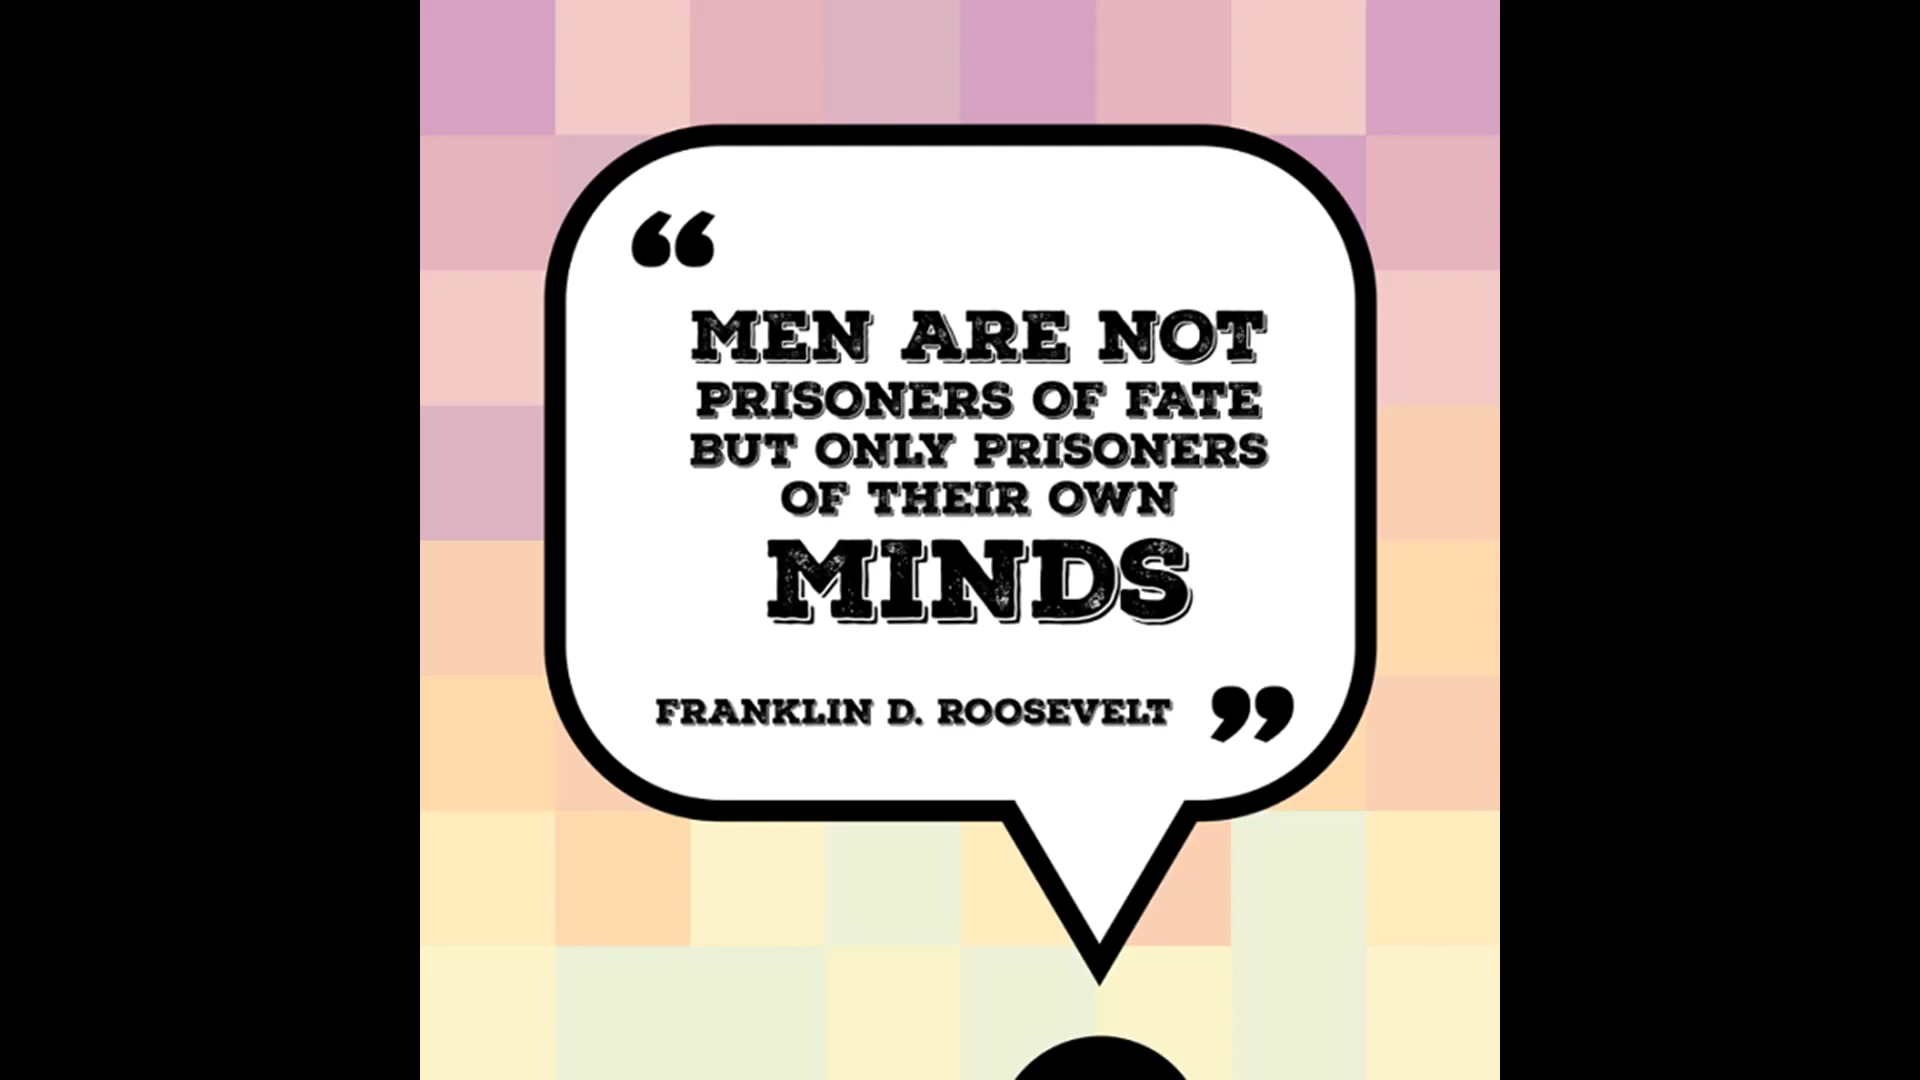 “
MEN ARE NOT
PRISONERS OF FATE
BUT ONLY PRISONERS
OF THEIR OWN
MINDS
FRANKLIN D. ROOSEVELT ”